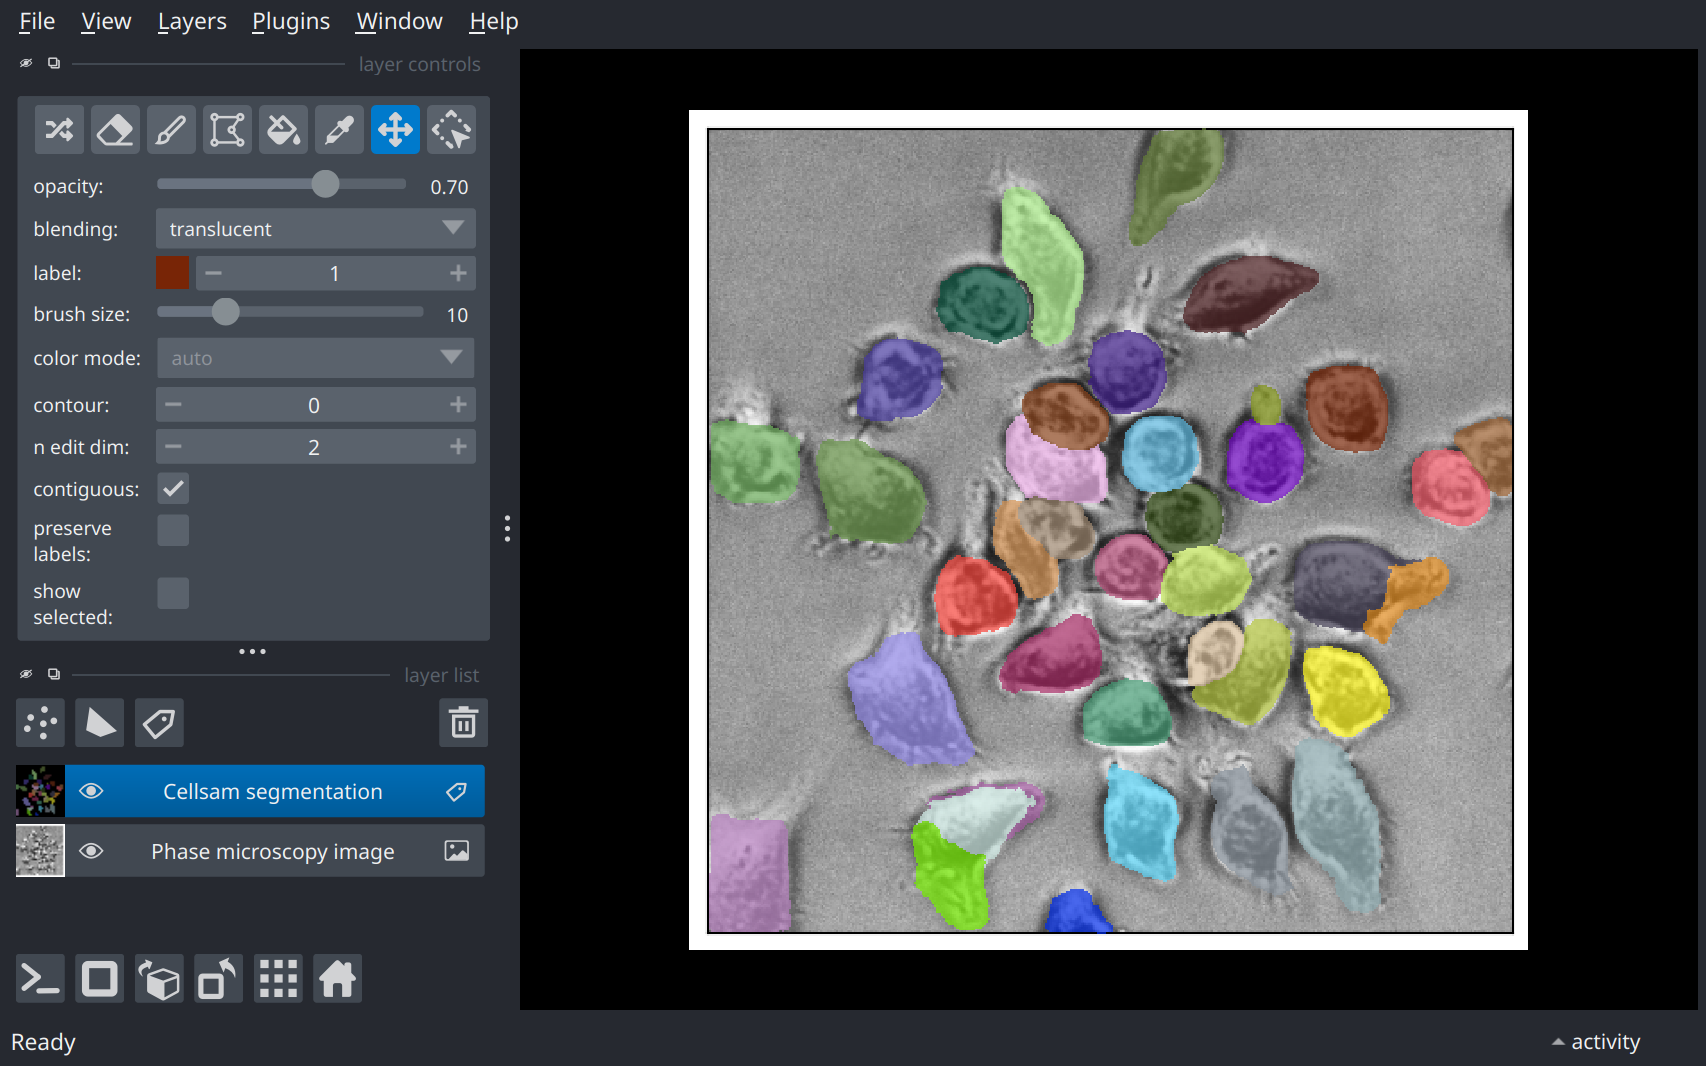 File View Layers Plugins Window Help
layer controls
opacity: 0.70
blending: translucent
label: 1
brush size: 10
color mode: auto
contour: 0
n edit dim: 2
contiguous:
preserve
labels:
show
selected:
layer list
Cellsam segmentation
Phase microscopy image
Ready
activity